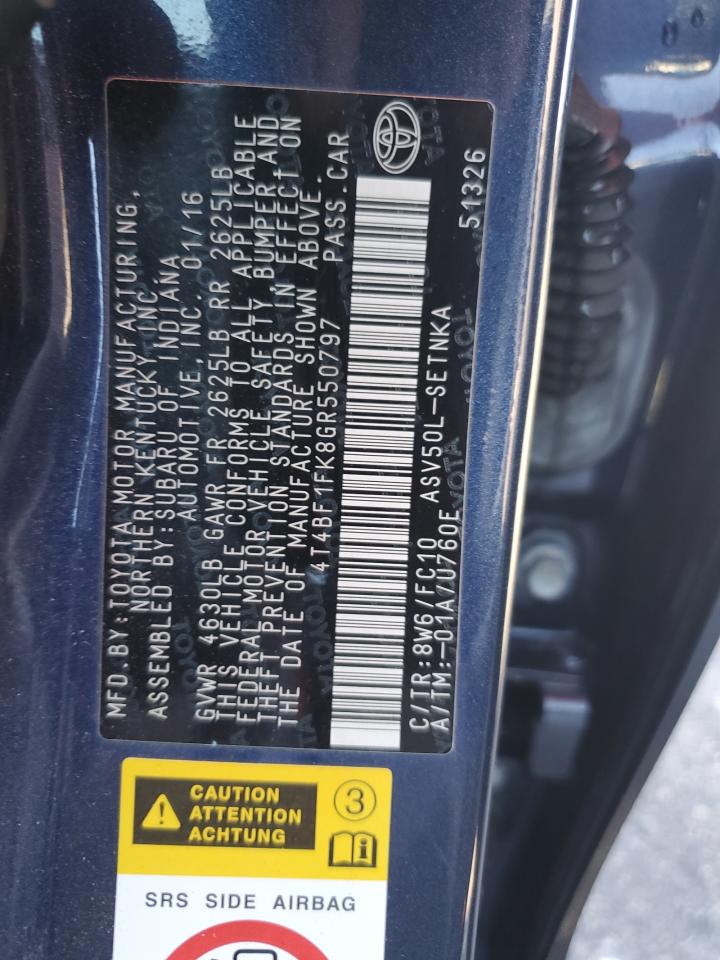 MFD.BY:TOYOTA MOTOR MANUFACTURING,
NORTHERN KENTUCKY INC.
ASSEMBLED BY:SUBARU OF INDIANA
AUTOMOTIVE, INC. 01/16
GVWR 4630LB GAWR FR 2625LB RR 2625LB
THIS VEHICLE CONFORMS TO ALL APPLICABLE
FEDERAL MOTOR VEHICLE SAFETY BUMPER AND
THEFT PREVENTION STANDARDS IN EFFECT ON
THE DATE OF MANUFACTURE SHOWN ABOVE.
4T4BF1FK8GR550797 PASS.CAR
C/TR:8W6/FC10
A/TM:-01A/U760E ASV50L-SETNKA 51326
CAUTION
ATTENTION
ACHTUNG
3
SRS SIDE AIRBAG